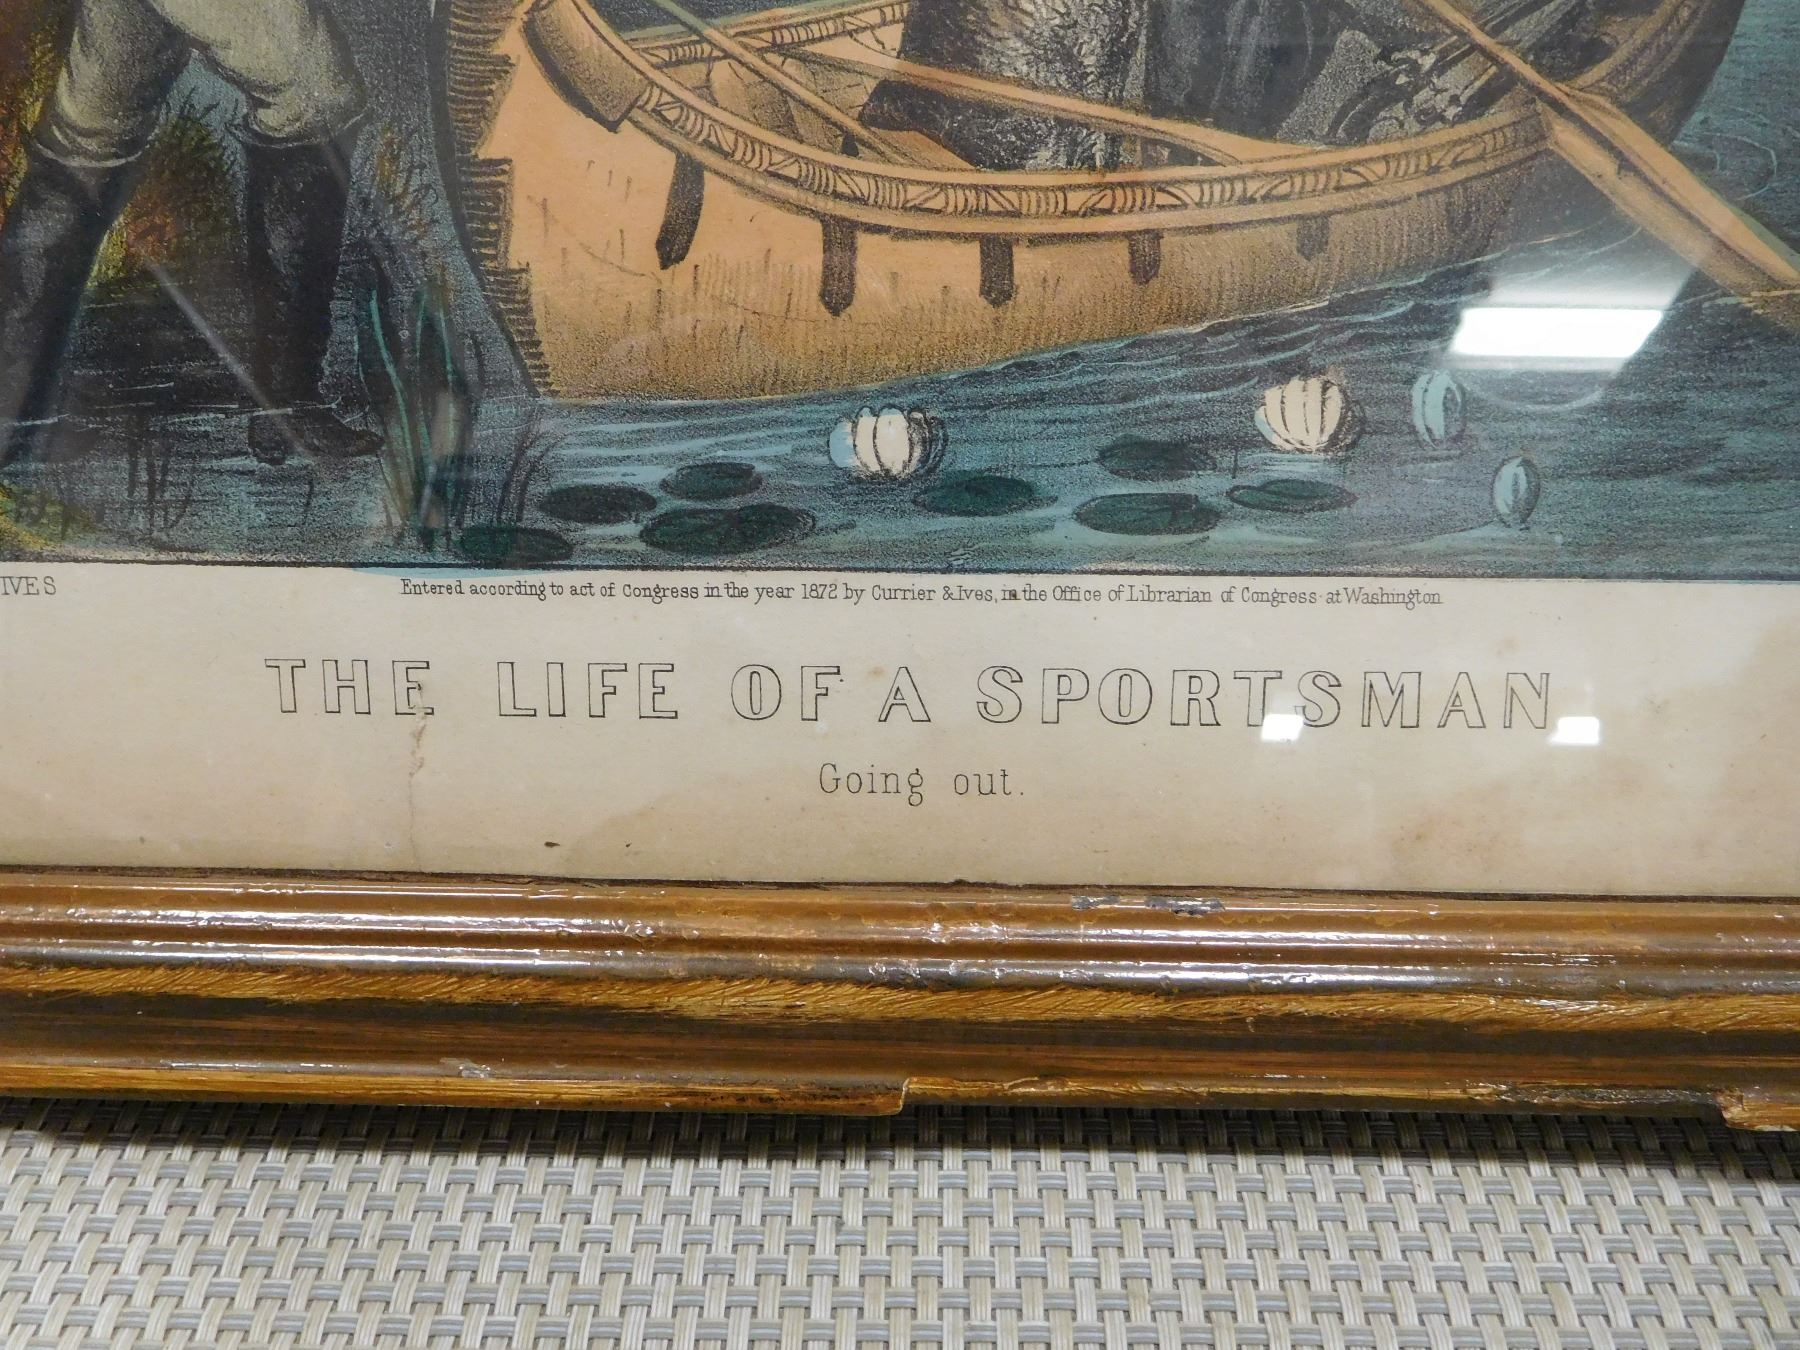 IVES
Entered according to act of Congress in the year 1872 by Currier & Ives, in the Office of Librarian of Congress at Washington
THE LIFE OF A SPORTSMAN
Going out.